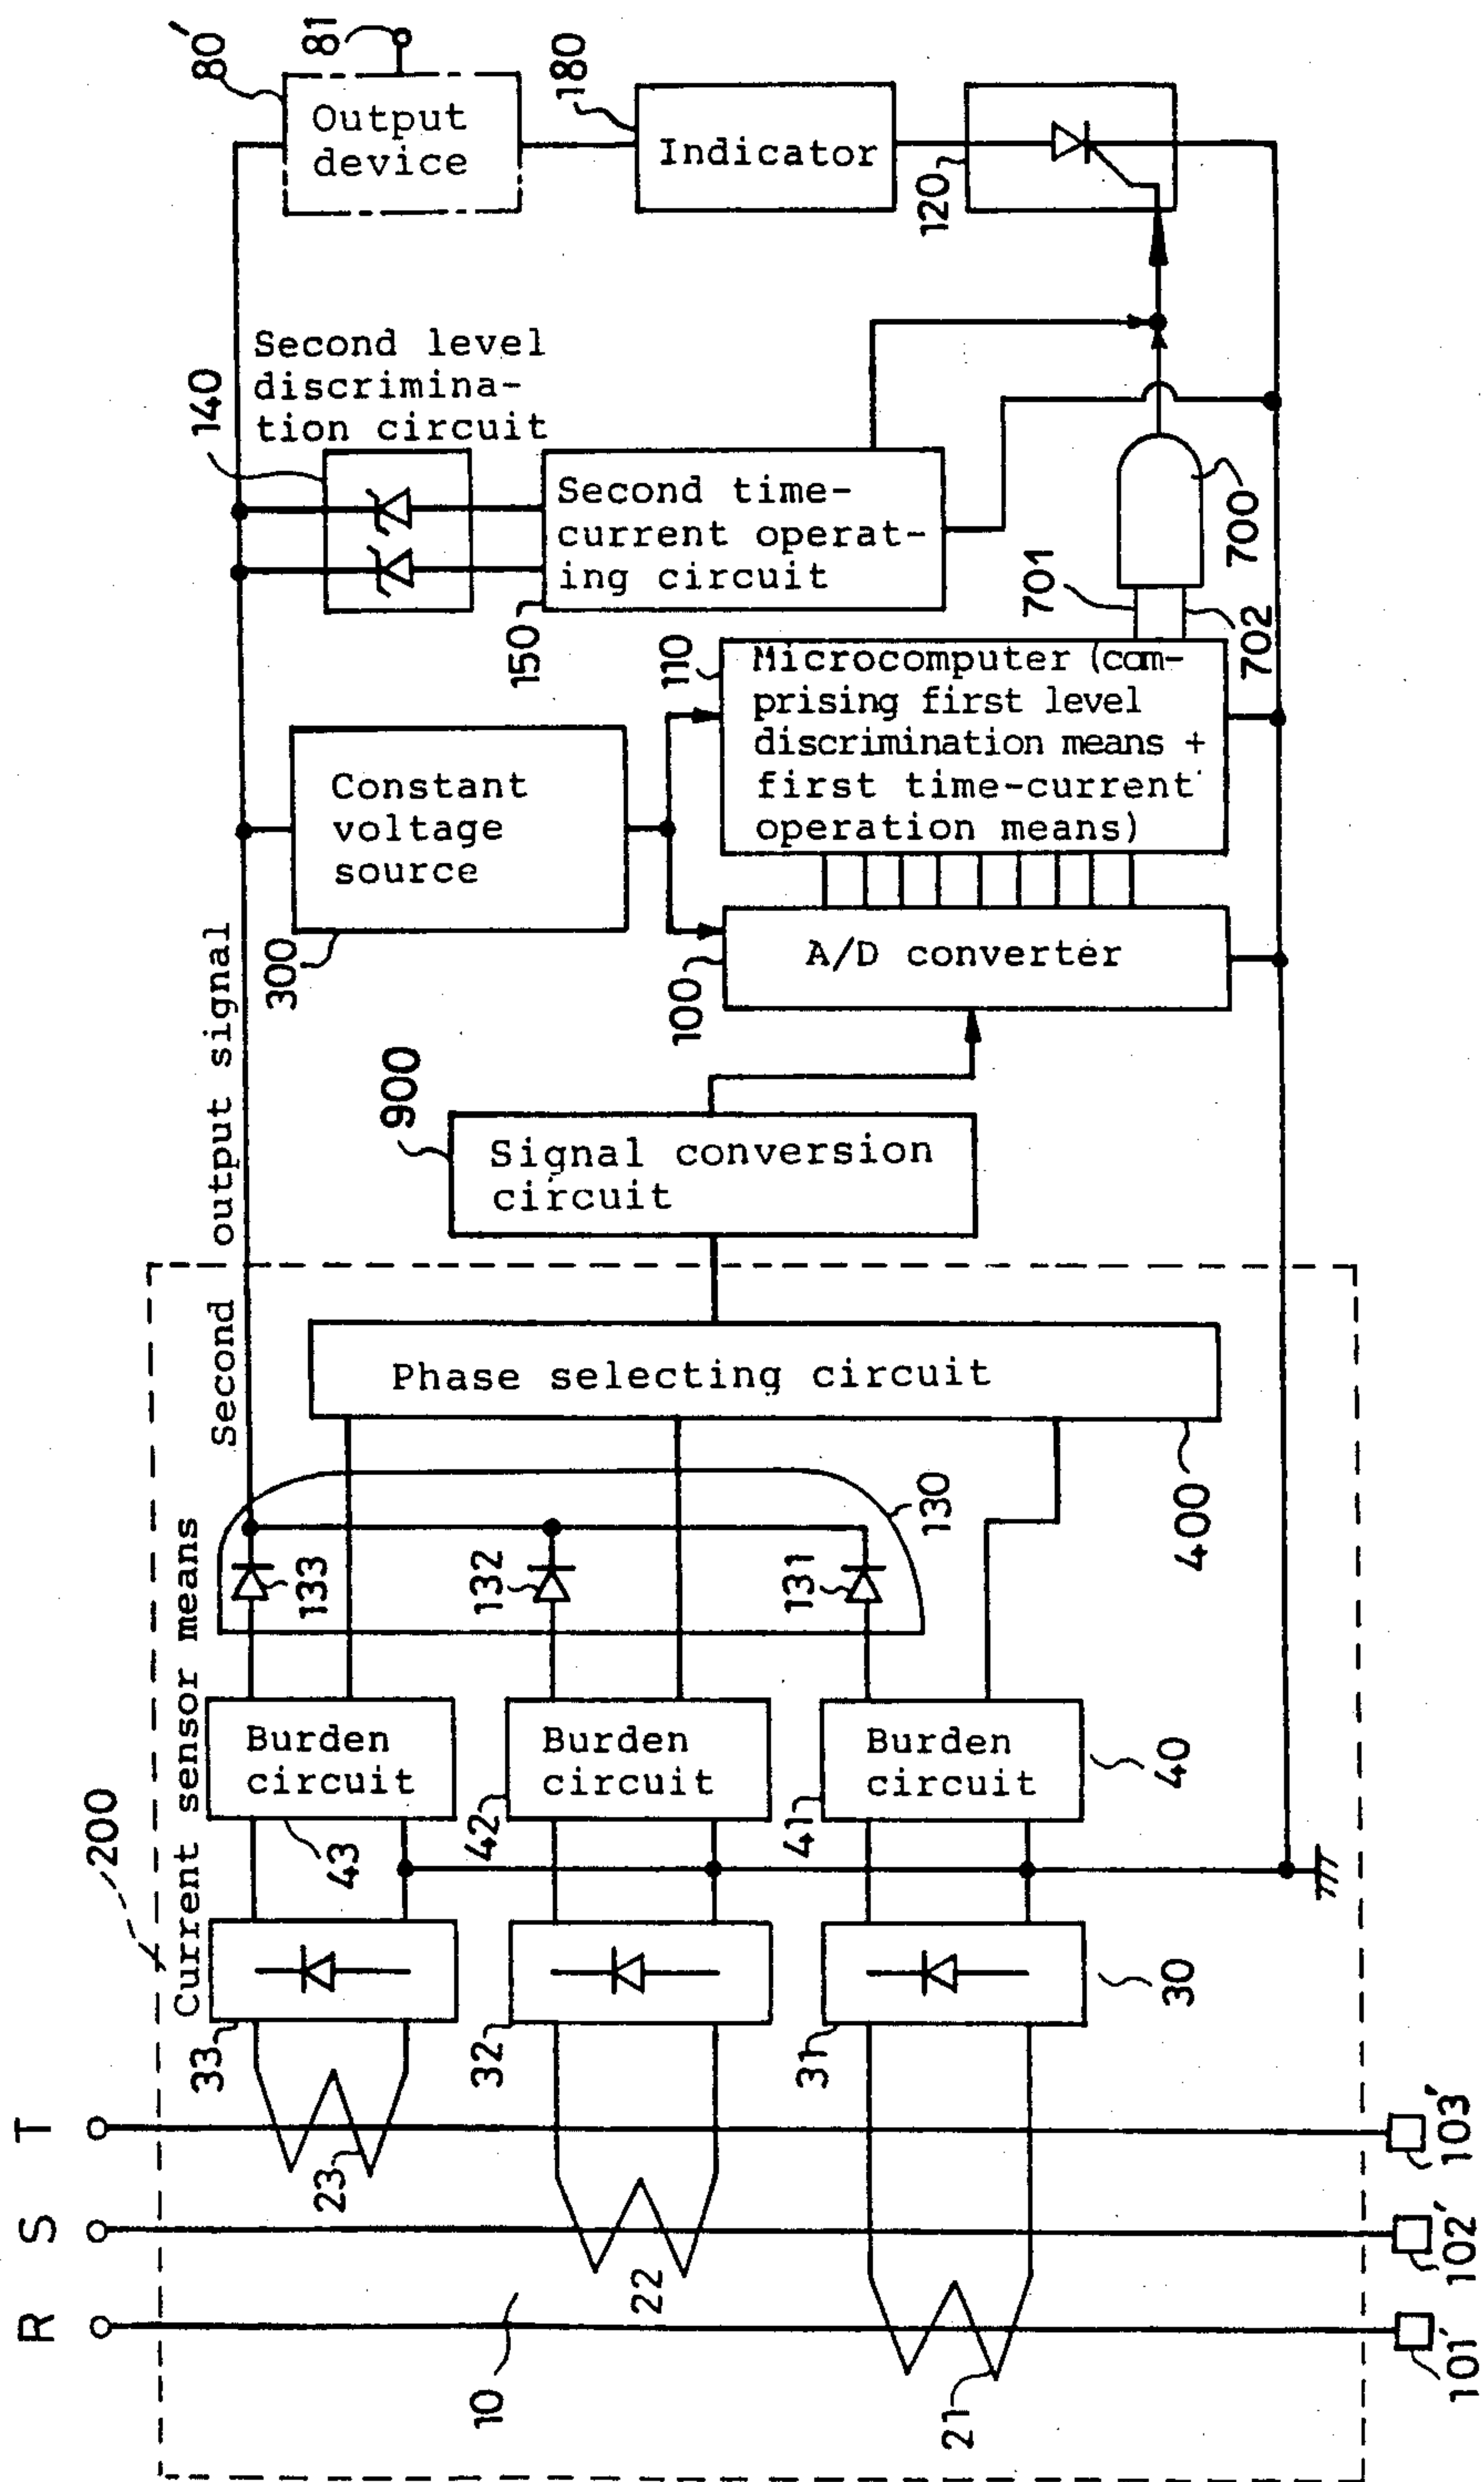 80'
81
Output
device
180
Indicator
120
Second level
discrimina-
tion circuit
140
Second time-
current operat-
ing circuit
150
701
700
702
110
Microcomputer (com-
prising first level
discrimination means +
first time-current
operation means)
Constant
voltage
source
300
100
A/D converter
second output signal
900
Signal conversion
circuit
Phase selecting circuit
400
130
133
132
131
Current sensor means
200
Burden
circuit
43
Burden
circuit
42
Burden
circuit
41
40
33
32
31
30
T
S
R
23
22
21
10
103'
102'
101'